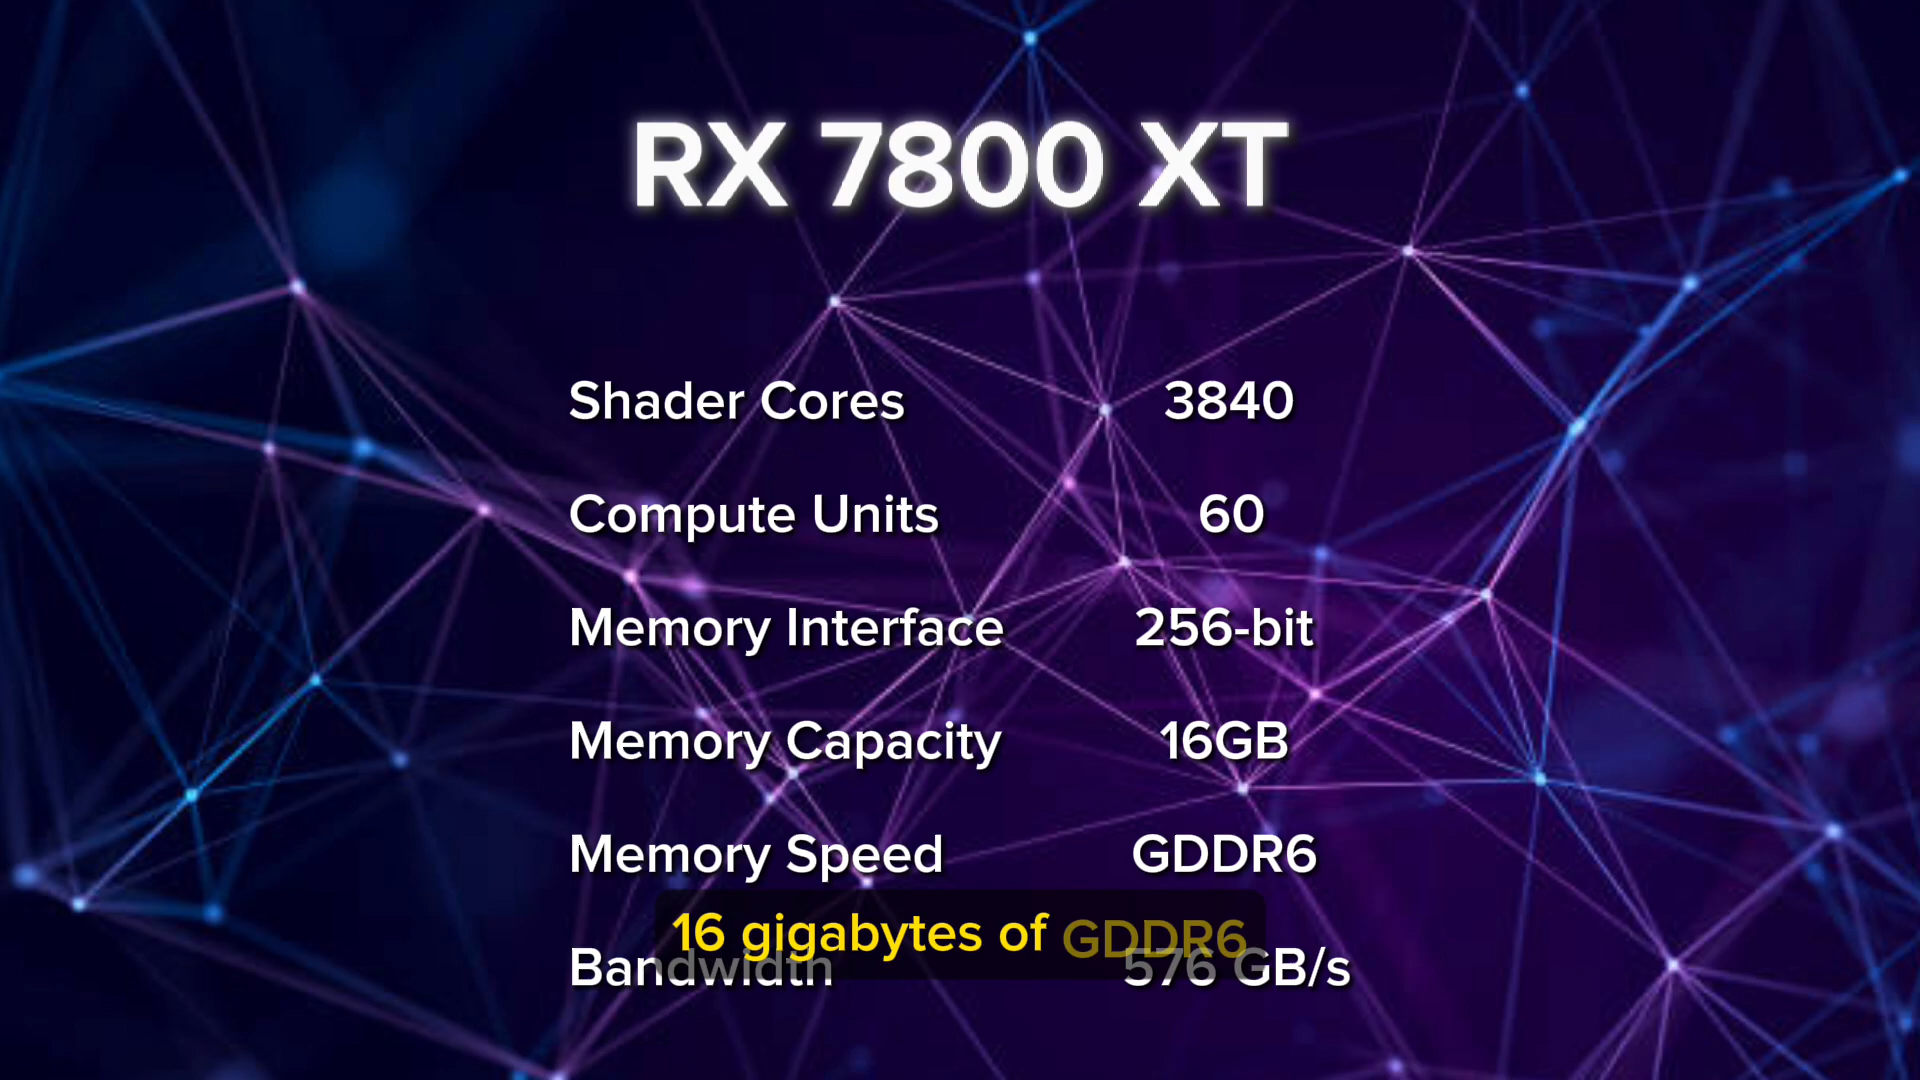 RX 7800 XT
Shader Cores 3840
Compute Units 60
Memory Interface 256-bit
Memory Capacity 16GB
Memory Speed GDDR6
16 gigabytes of GDDR6
Bandwidth 576 GB/s